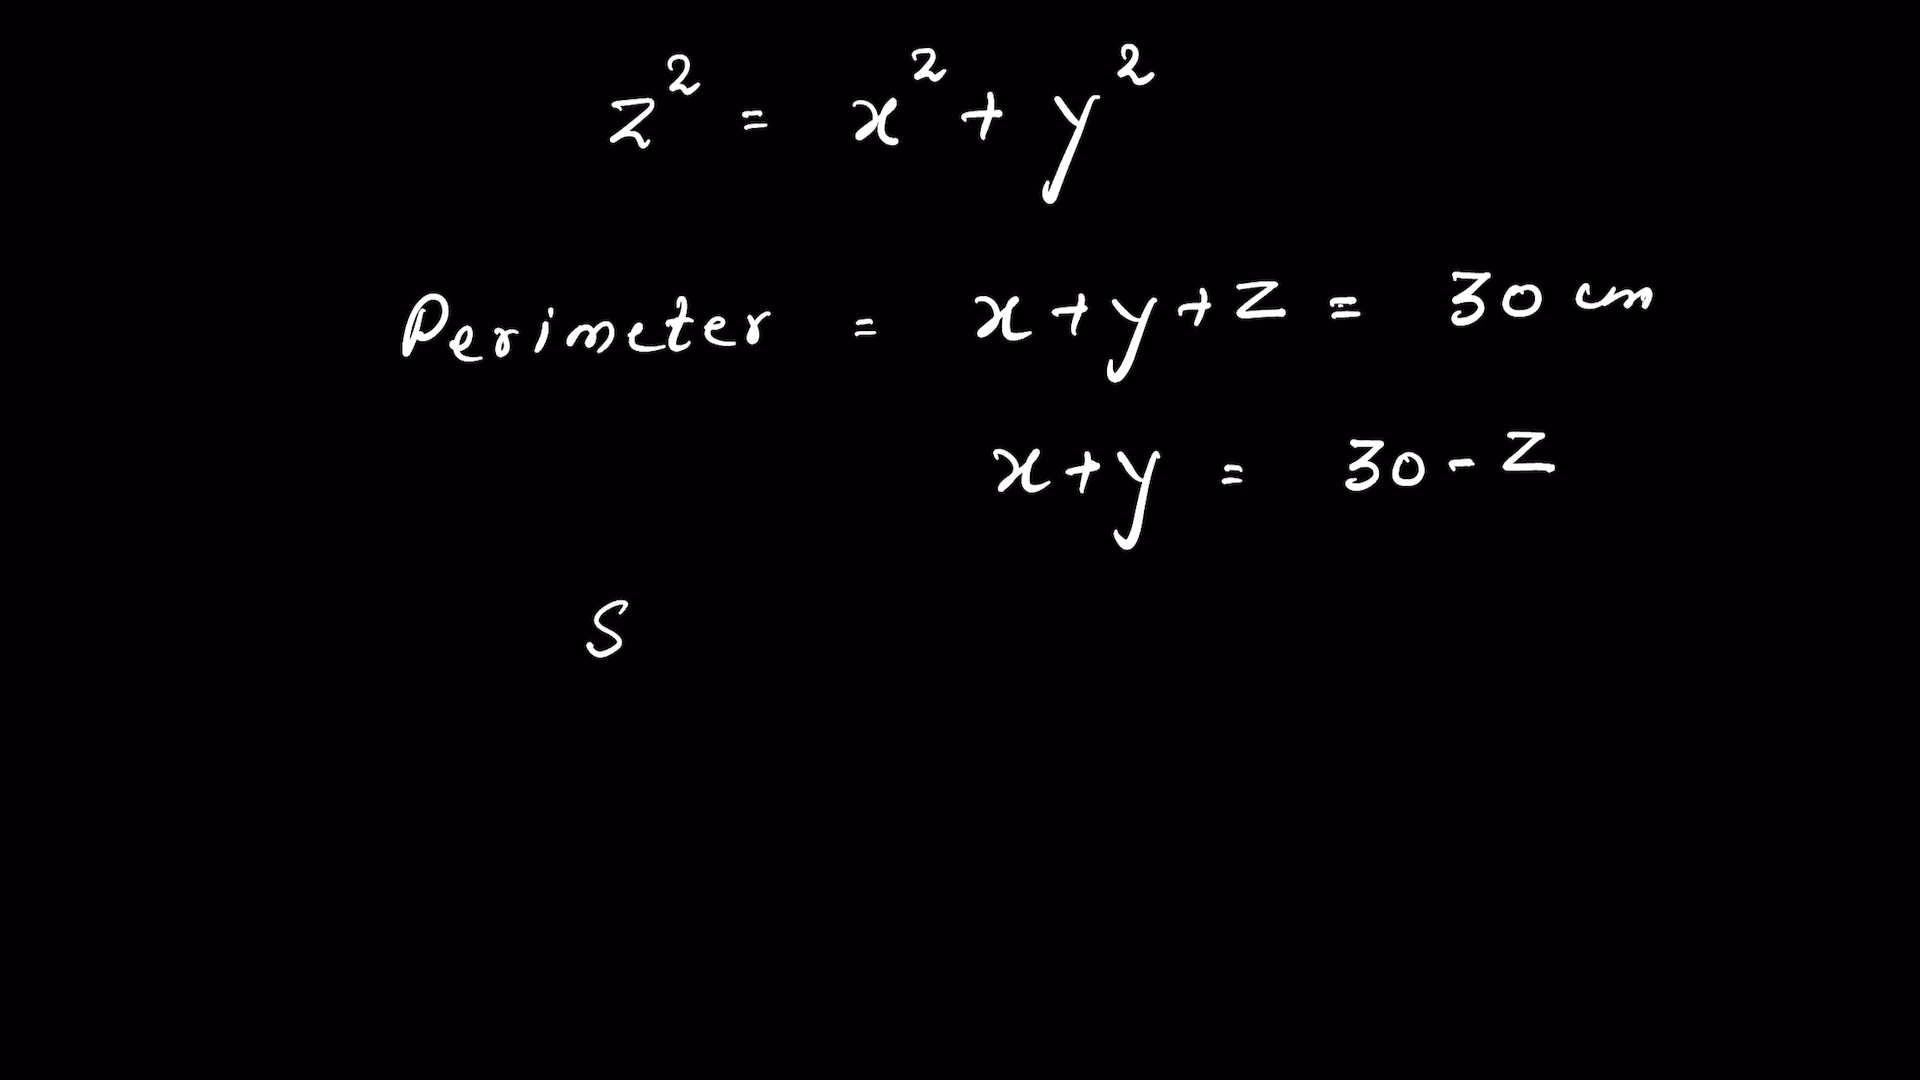 z² = x² + y²
Perimeter = x + y + z = 30 cm
x + y = 30 - z
S